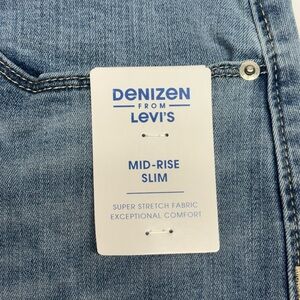 DENIZEN
FROM
LEVI'S
MID-RISE
SLIM
SUPER STRETCH FABRIC
EXCEPTIONAL COMFORT